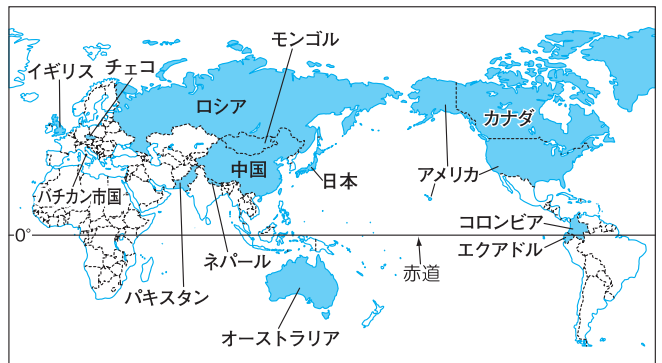 モンゴル
イギリス
チェコ
ロシア
カナダ
中国
日本
アメリカ
バチカン市国
コロンビア
0°
ネパール
エクアドル
赤道
パキスタン
オーストラリア